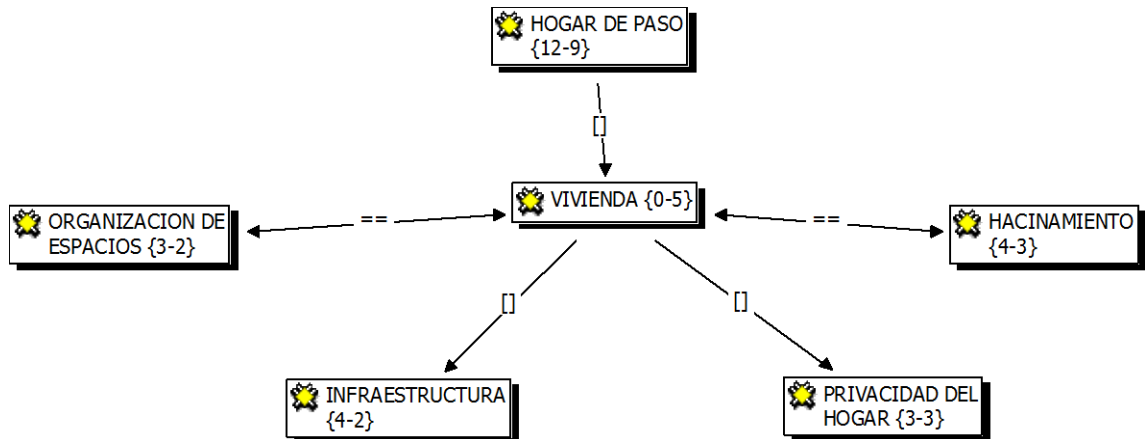 HOGAR DE PASO
{12-9}
[]
VIVIENDA {0-5}
ORGANIZACION DE
ESPACIOS {3-2}
==
==
HACINAMIENTO
{4-3}
[]
[]
INFRAESTRUCTURA
{4-2}
PRIVACIDAD DEL
HOGAR {3-3}